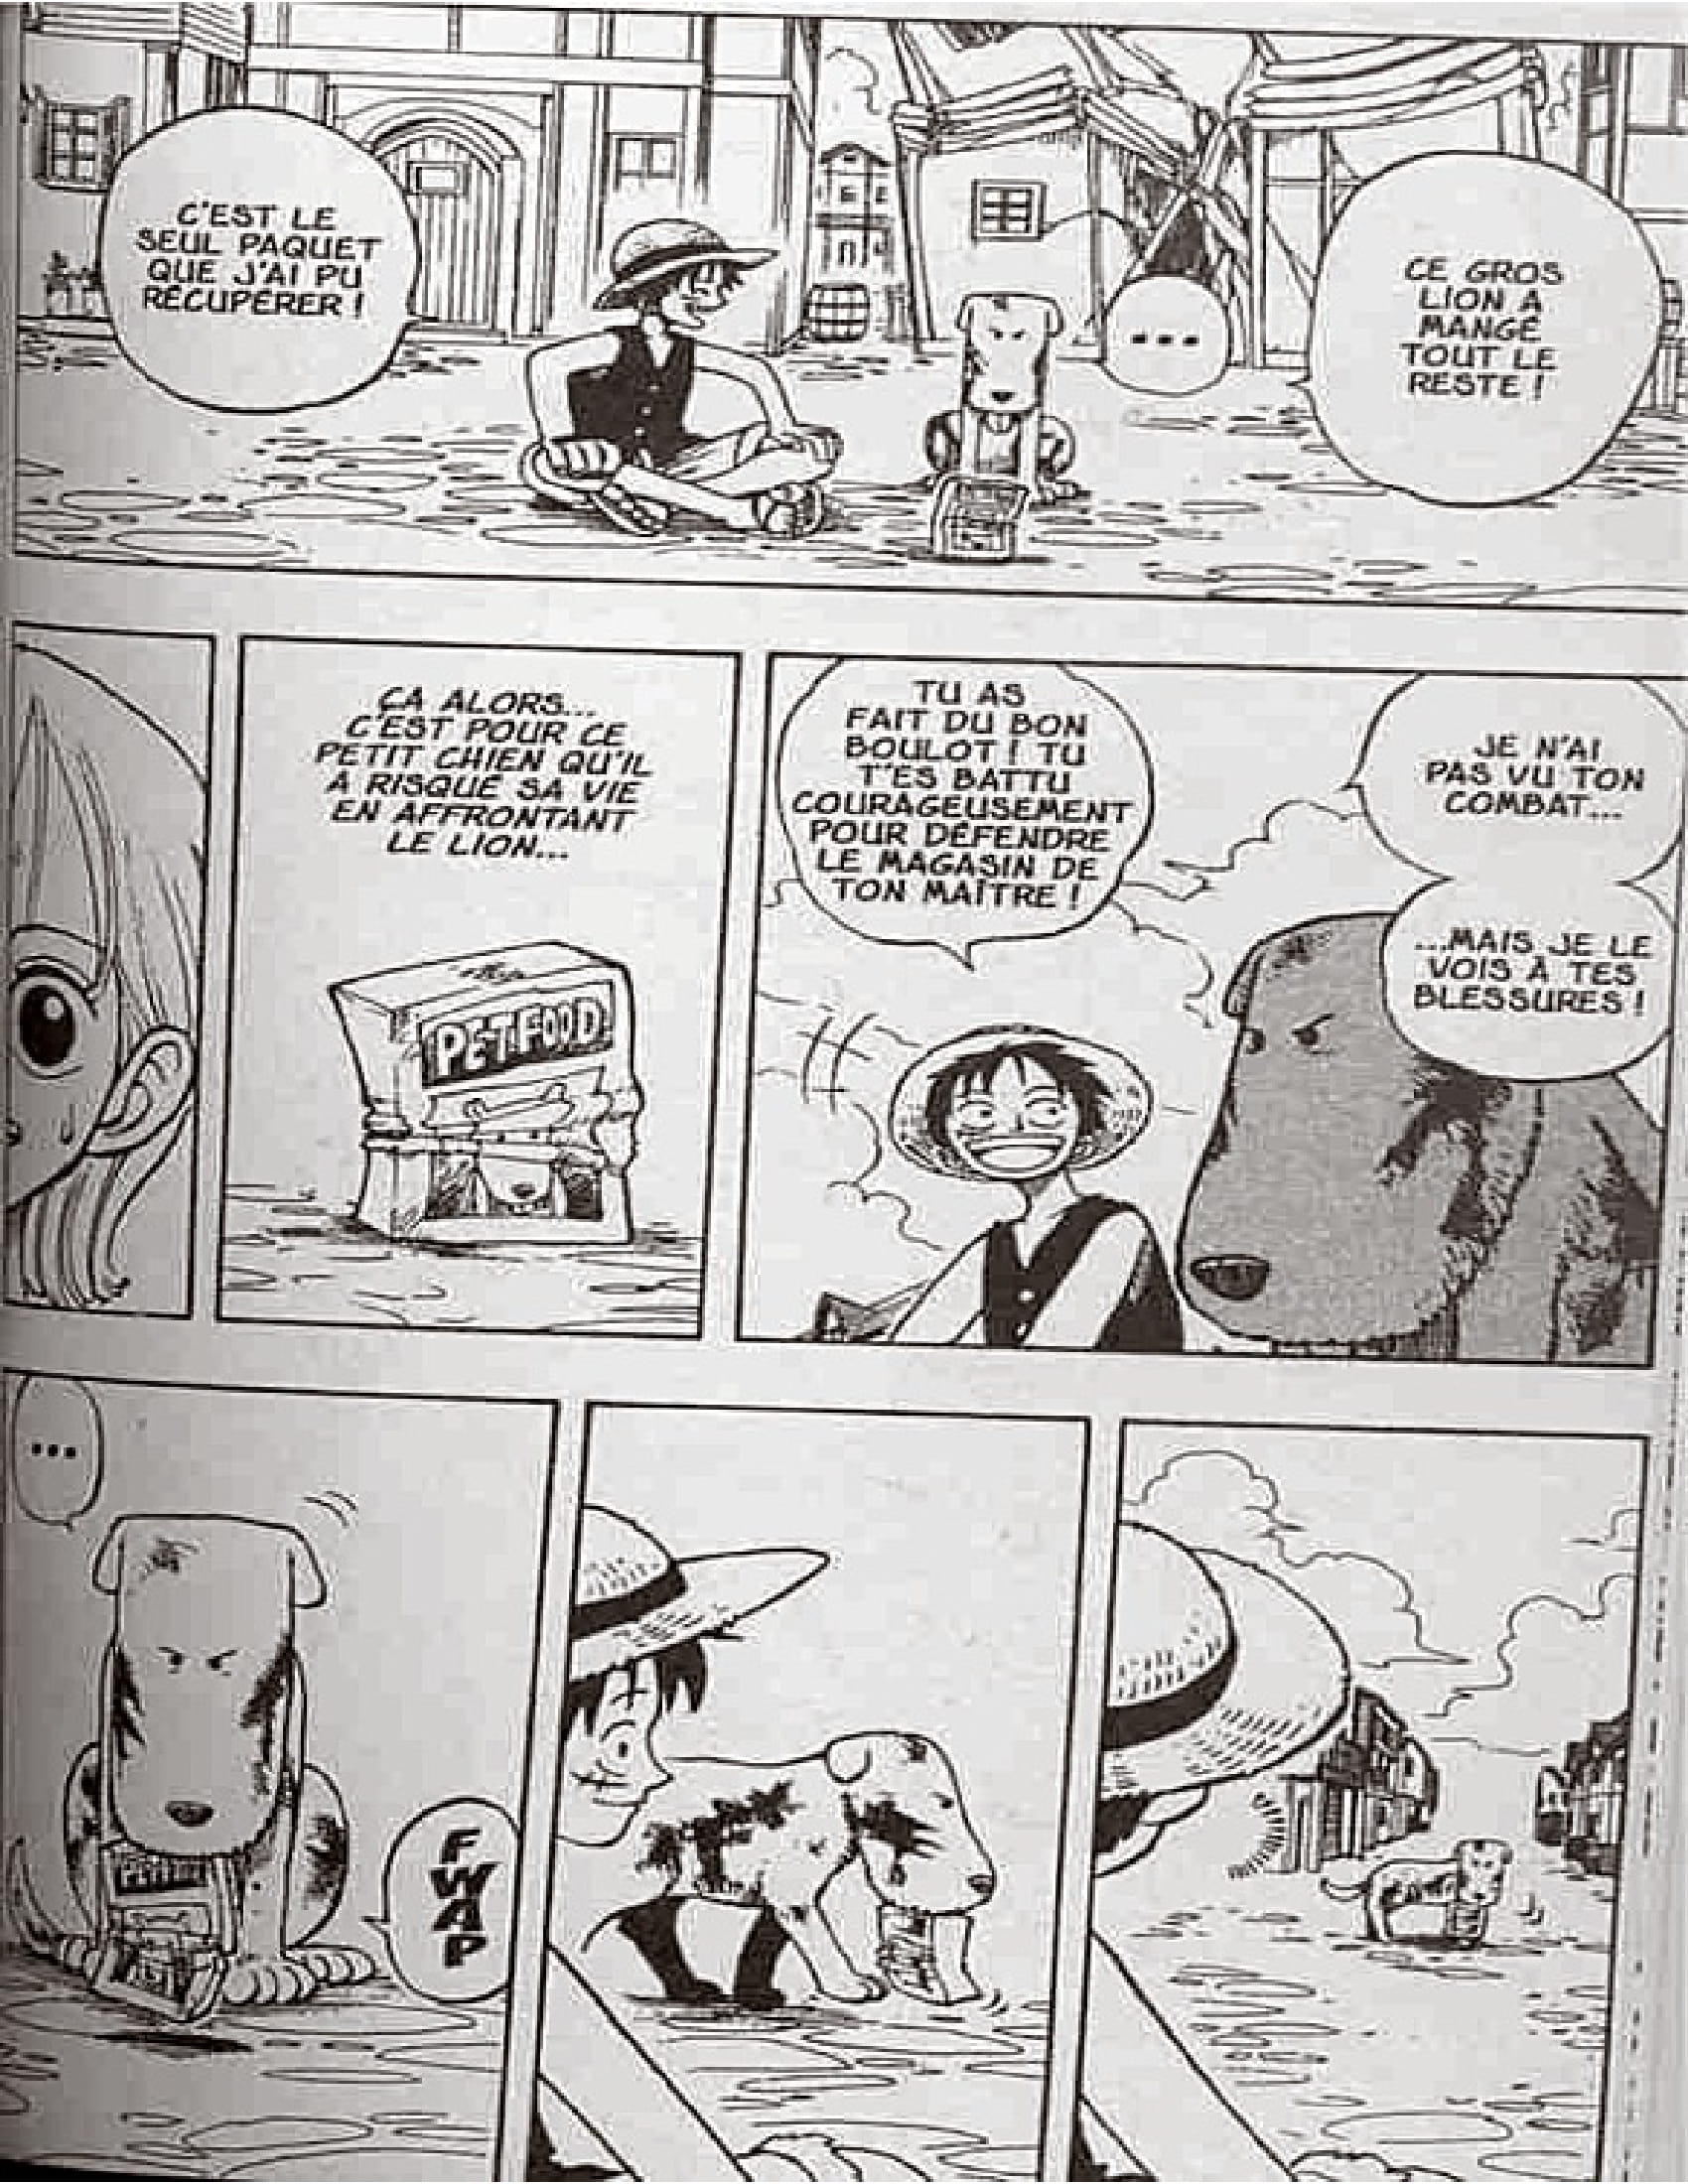 C'EST LE
SEUL PAQUET
QUE J'AI PU
RÉCUPÉRER !
...
CE GROS
LION A
MANGÉ
TOUT LE
RESTE !
ÇA ALORS...
C'EST POUR CE
PETIT CHIEN QU'IL
A RISQUÉ SA VIE
EN AFFRONTANT
LE LION...
PET FOOD
TU AS
FAIT DU BON
BOULOT ! TU
T'ES BATTU
COURAGEUSEMENT
POUR DÉFENDRE
LE MAGASIN DE
TON MAÎTRE !
JE N'AI
PAS VU TON
COMBAT...
...MAIS JE LE
VOIS À TES
BLESSURES !
...
FWAP